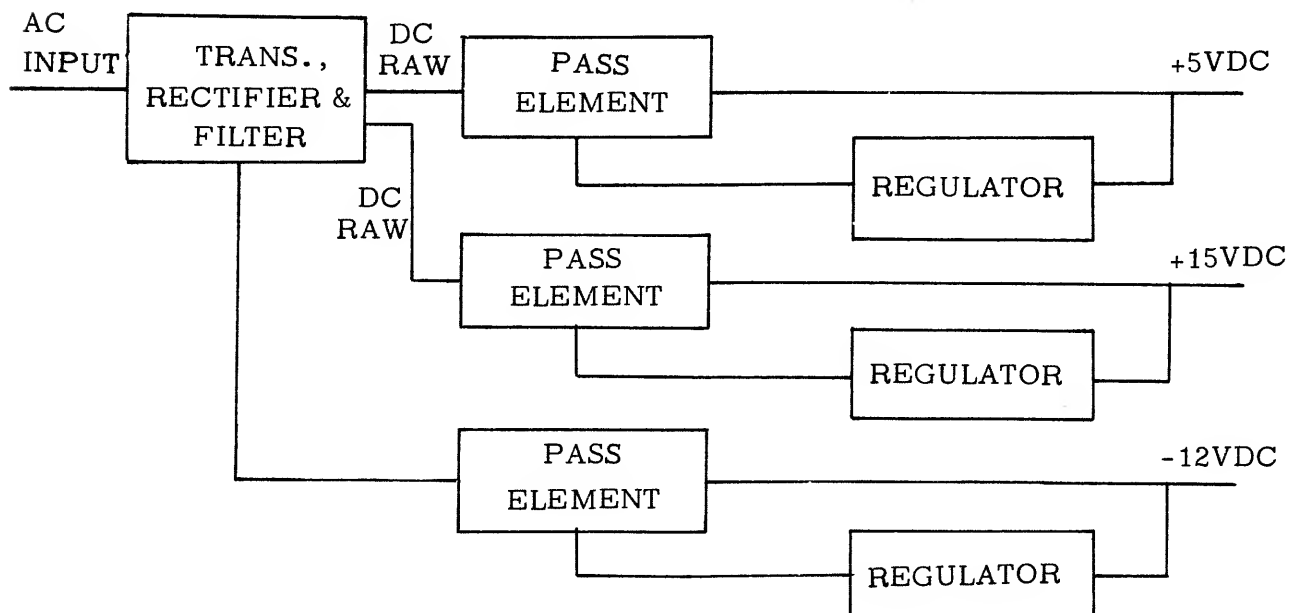 AC
INPUT
TRANS.,
RECTIFIER &
FILTER
DC
RAW
PASS
ELEMENT
+5VDC
REGULATOR
DC
RAW
PASS
ELEMENT
+15VDC
REGULATOR
PASS
ELEMENT
-12VDC
REGULATOR